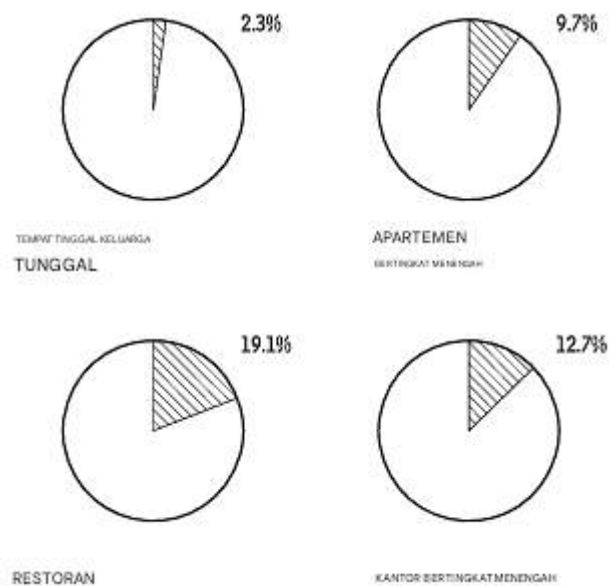 2.3%
TEMPAT TINGGAL KELUARGA
TUNGGAL
9.7%
APARTEMEN
BERTINGKAT MENENGAH
19.1%
RESTORAN
12.7%
KANTOR BERTINGKAT MENENGAH